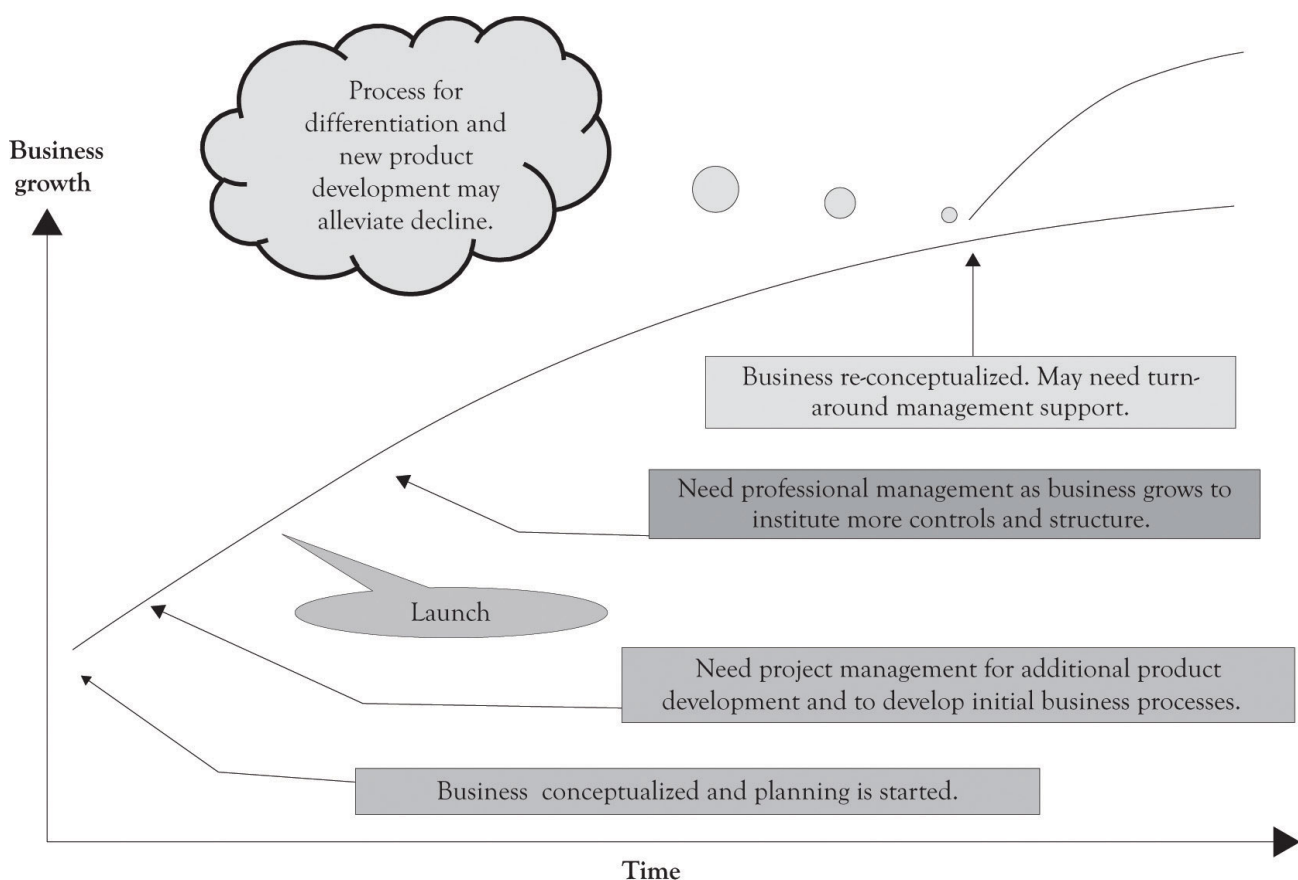 Process for
differentiation and
new product
development may
alleviate decline.
Business
growth
Business re-conceptualized. May need turn-
around management support.
Need professional management as business grows to
institute more controls and structure.
Launch
Need project management for additional product
development and to develop initial business processes.
Business conceptualized and planning is started.
Time